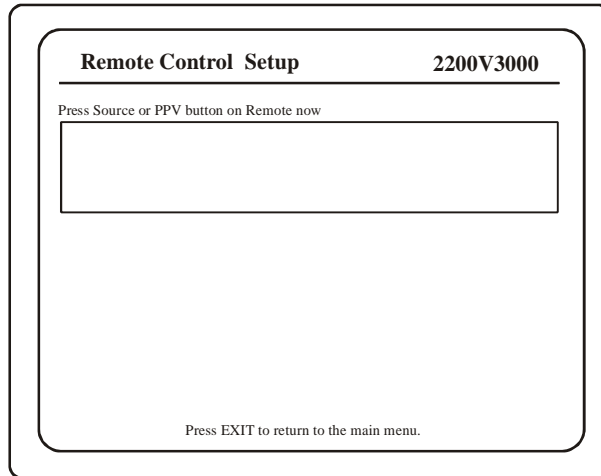 Remote Control Setup 2200V3000
Press Source or PPV button on Remote now
Press EXIT to return to the main menu.